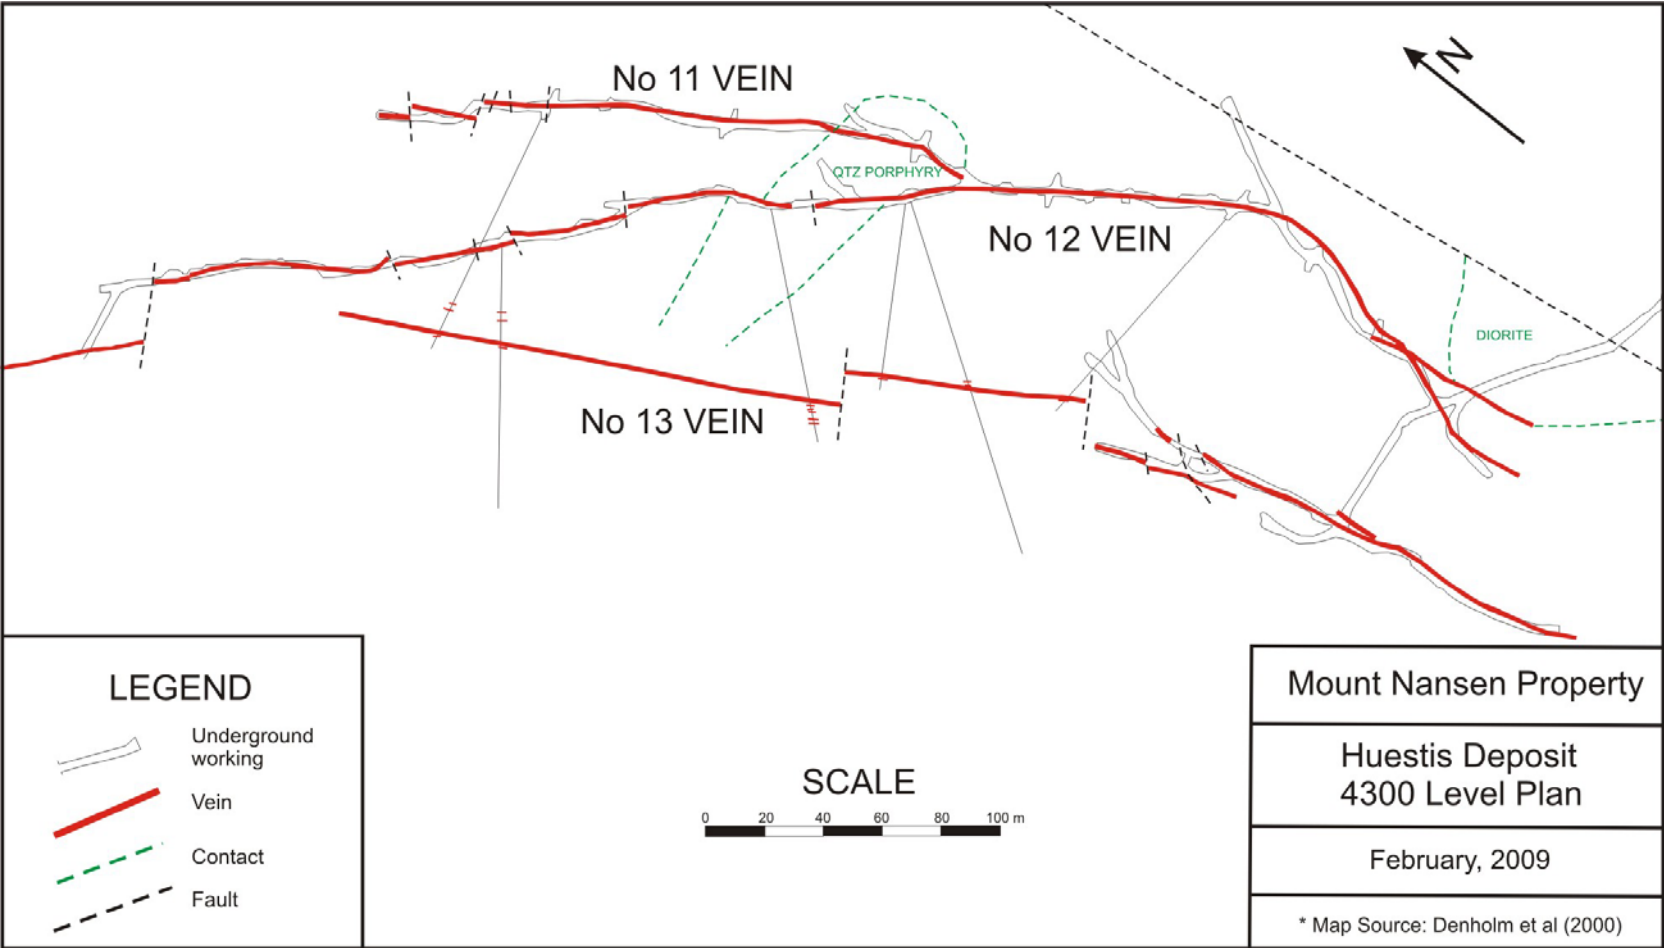 No 11 VEIN
N
QTZ PORPHYRY
No 12 VEIN
DIORITE
No 13 VEIN
LEGEND
Underground
working
Vein
Contact
Fault
SCALE
0 20 40 60 80 100 m
Mount Nansen Property
Huestis Deposit
4300 Level Plan
February, 2009
* Map Source: Denholm et al (2000)